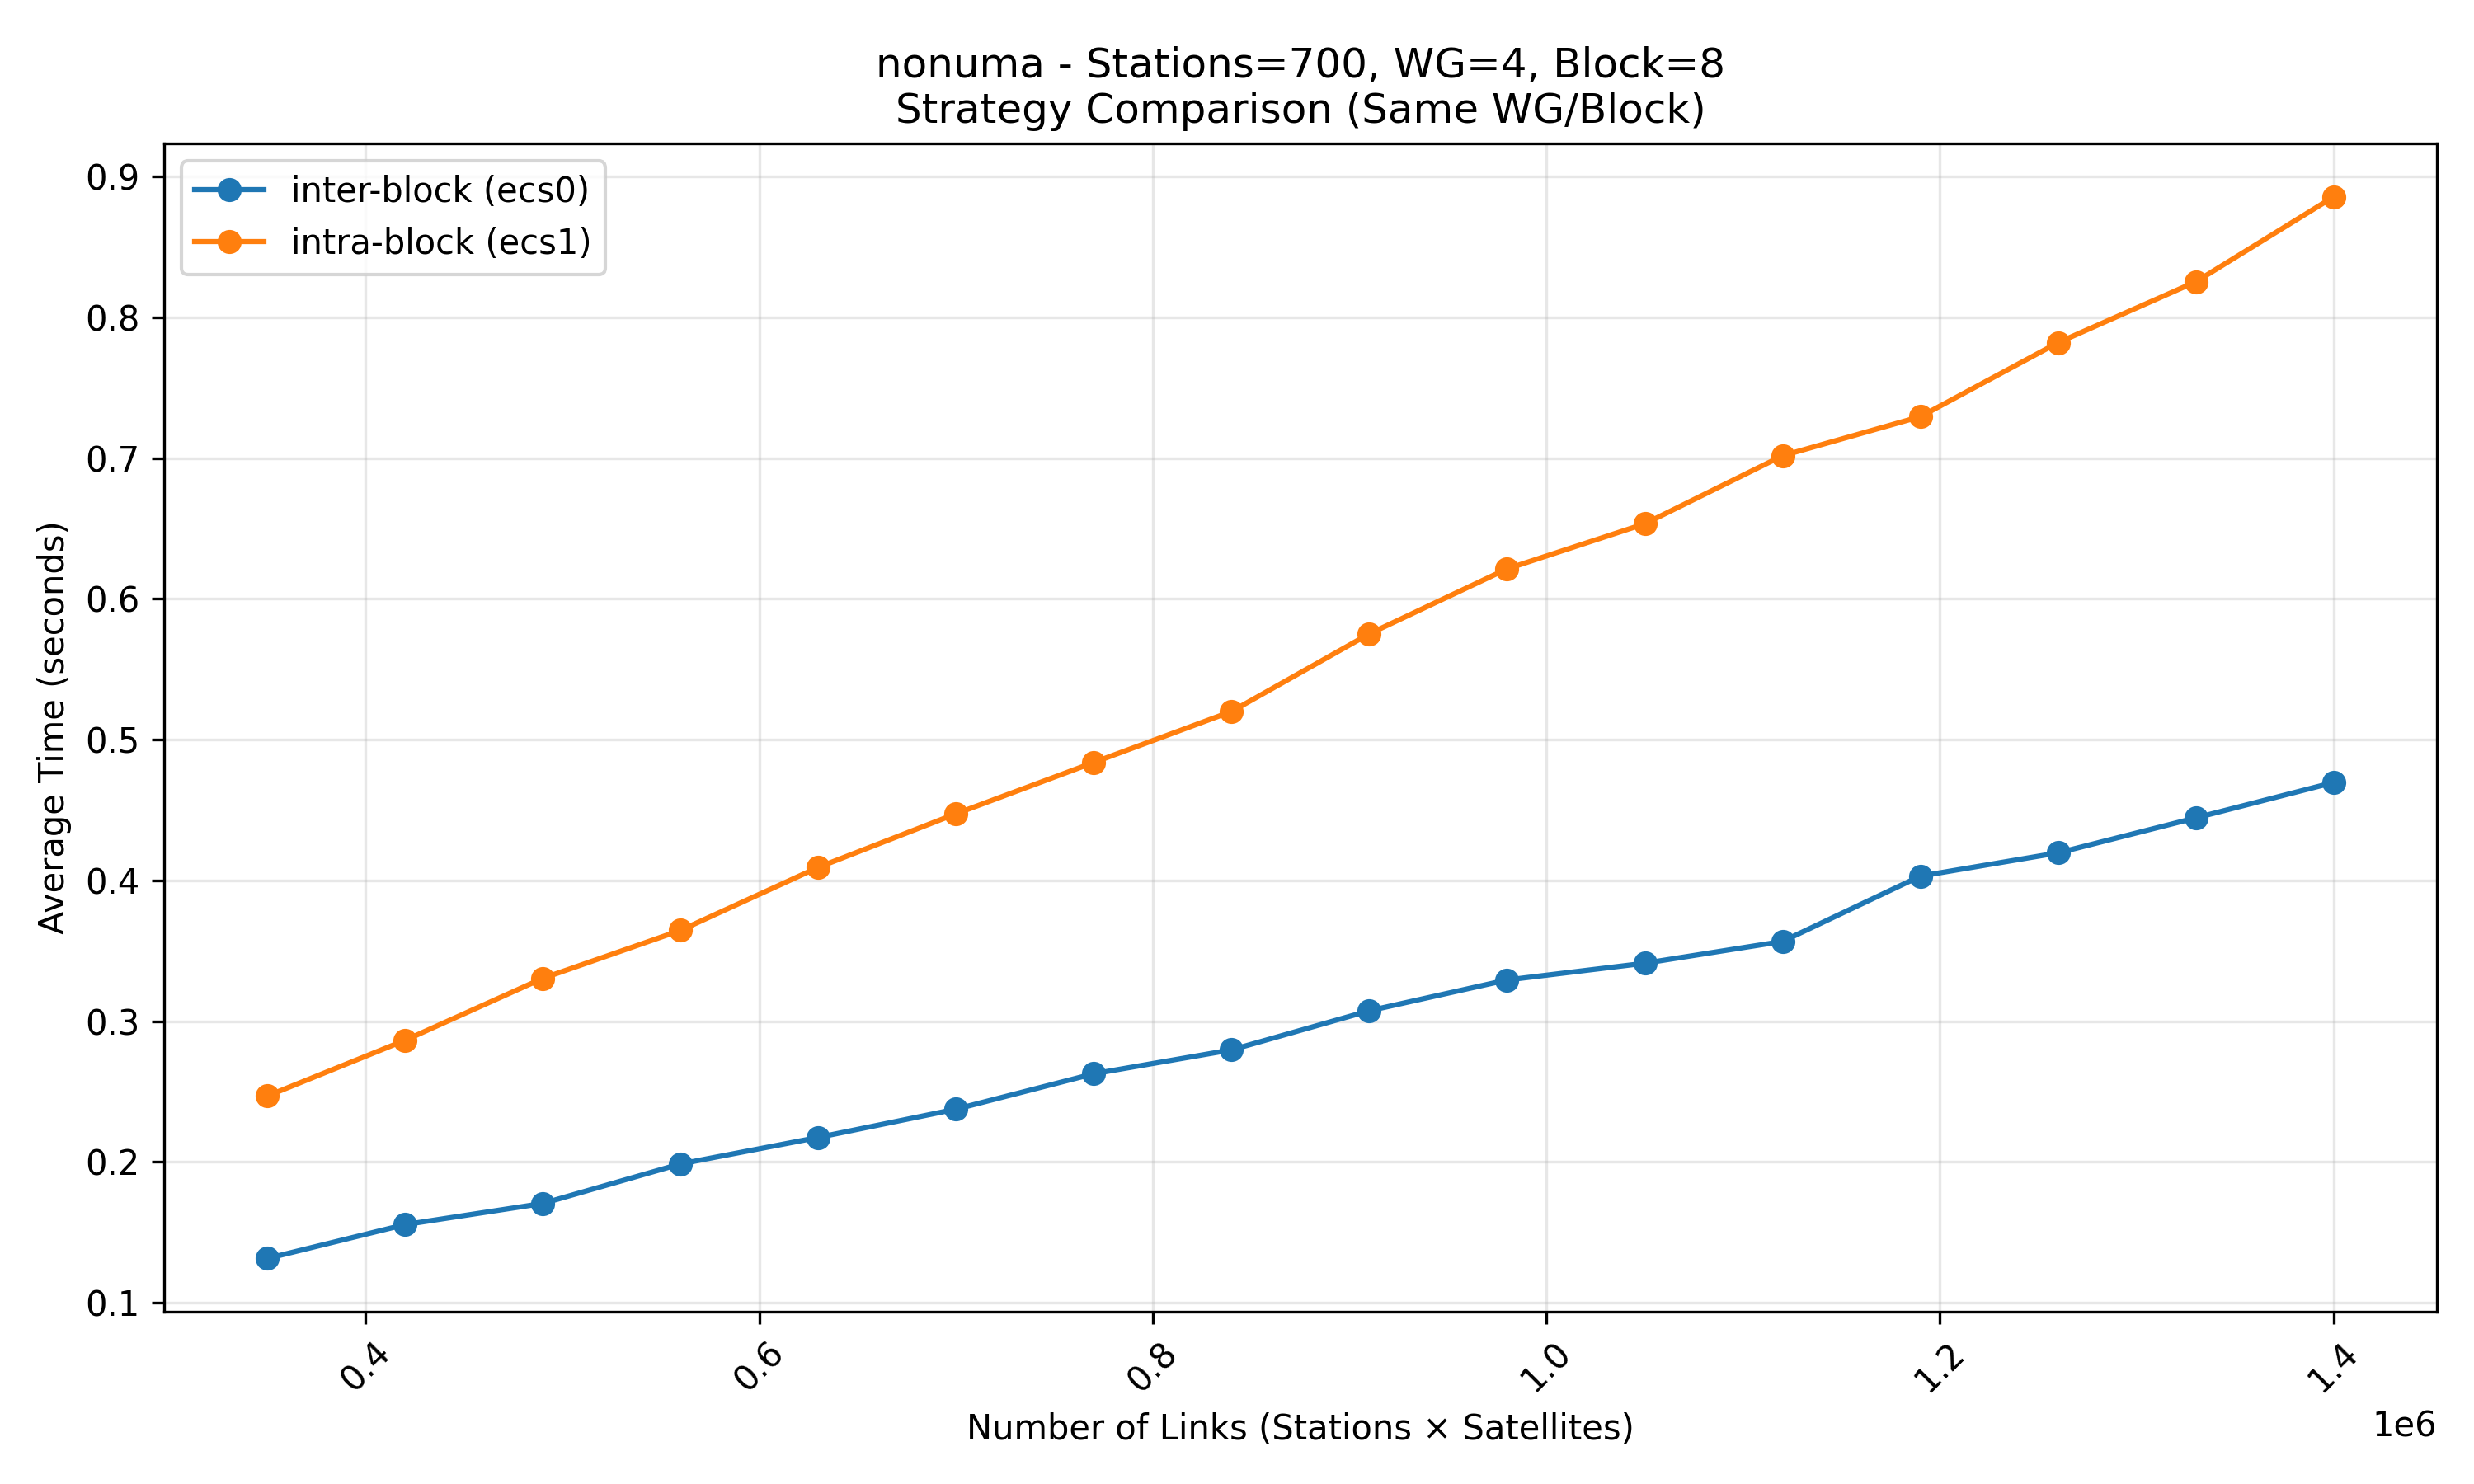 nonuma - Stations=700, WG=4, Block=8
Strategy Comparison (Same WG/Block)
inter-block (ecs0)
intra-block (ecs1)
Average Time (seconds)
0.9
0.8
0.7
0.6
0.5
0.4
0.3
0.2
0.1
0.4
0.6
0.8
1.0
1.2
1.4
1e6
Number of Links (Stations × Satellites)